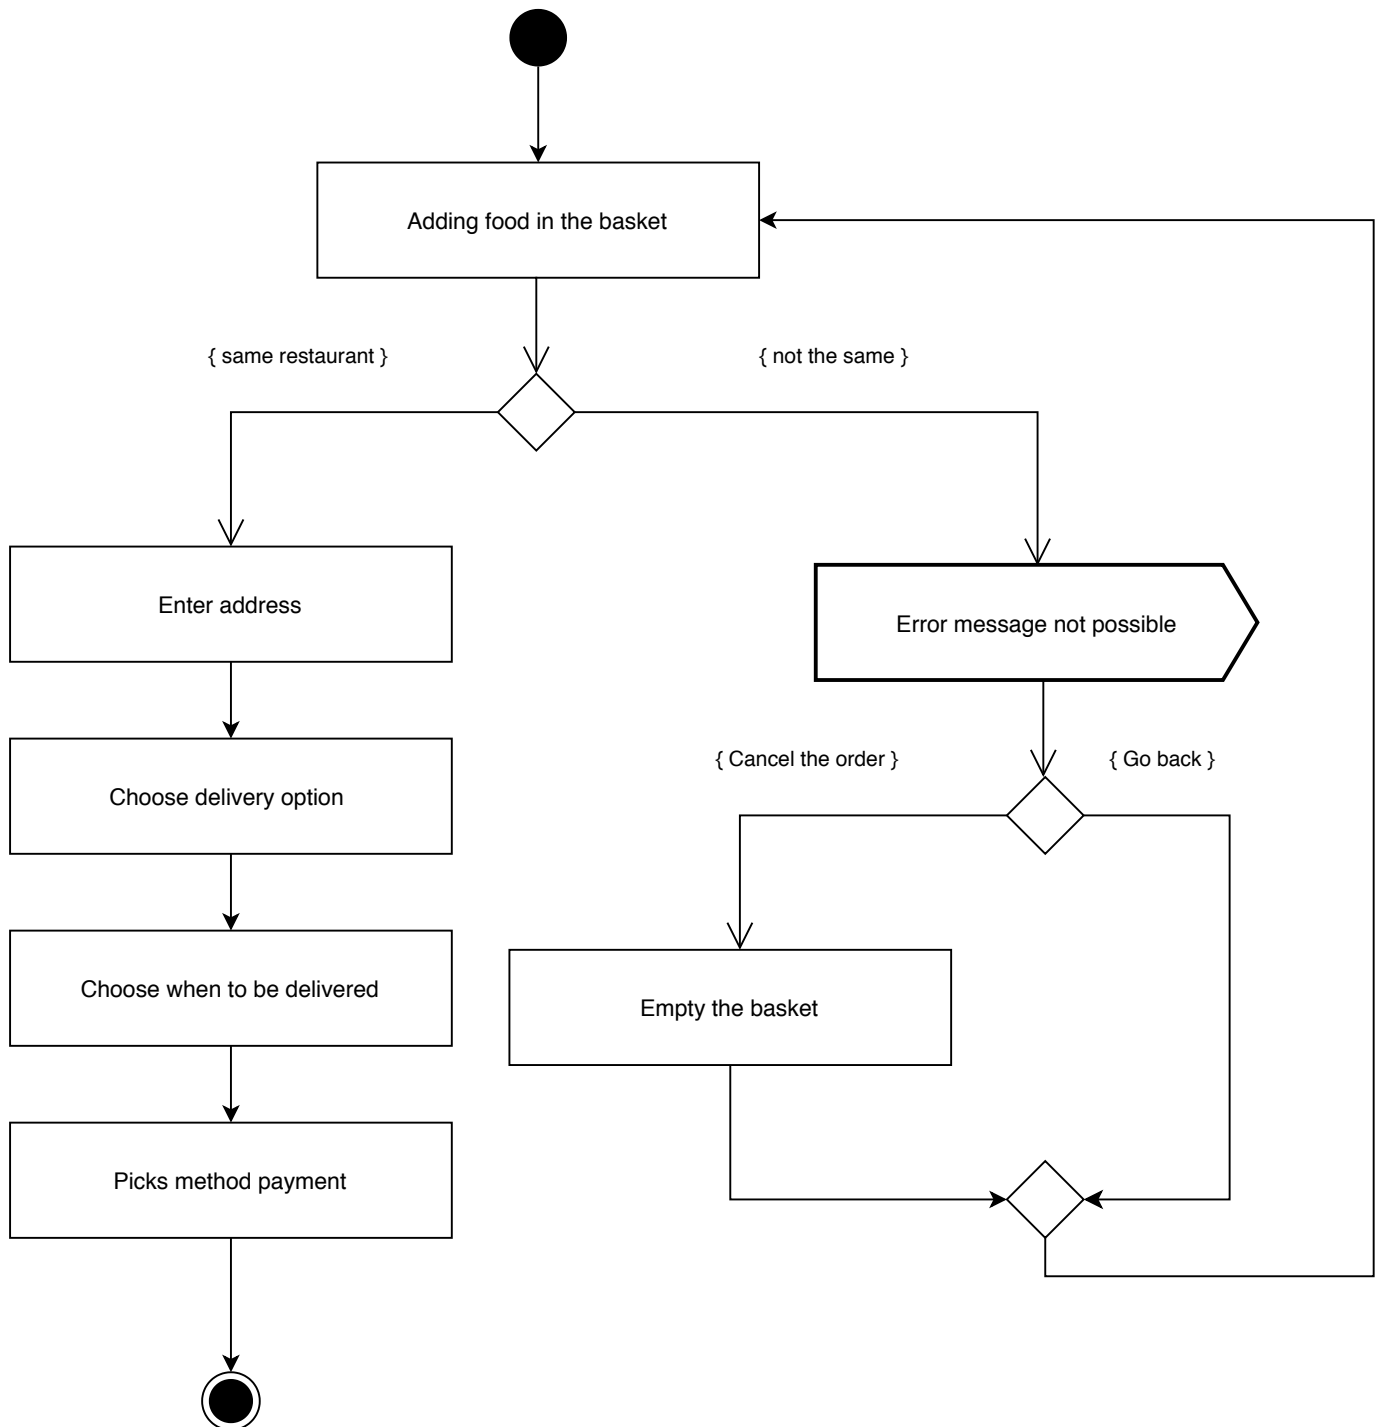 Adding food in the basket
{ same restaurant }
{ not the same }
Enter address
Error message not possible
{ Cancel the order }
{ Go back }
Choose delivery option
Choose when to be delivered
Empty the basket
Picks method payment